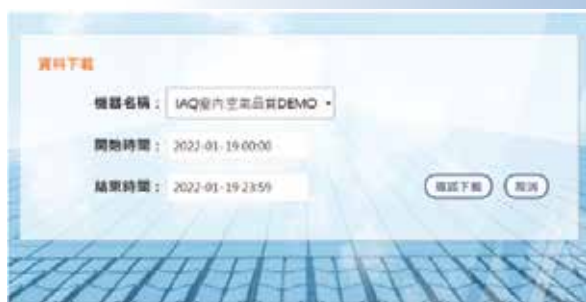 資料下載
機器名稱： IAQ室內空氣品質DEMO
開始時間： 2022-01-19 00:00
結束時間： 2022-01-19 23:59
確認下載 取消